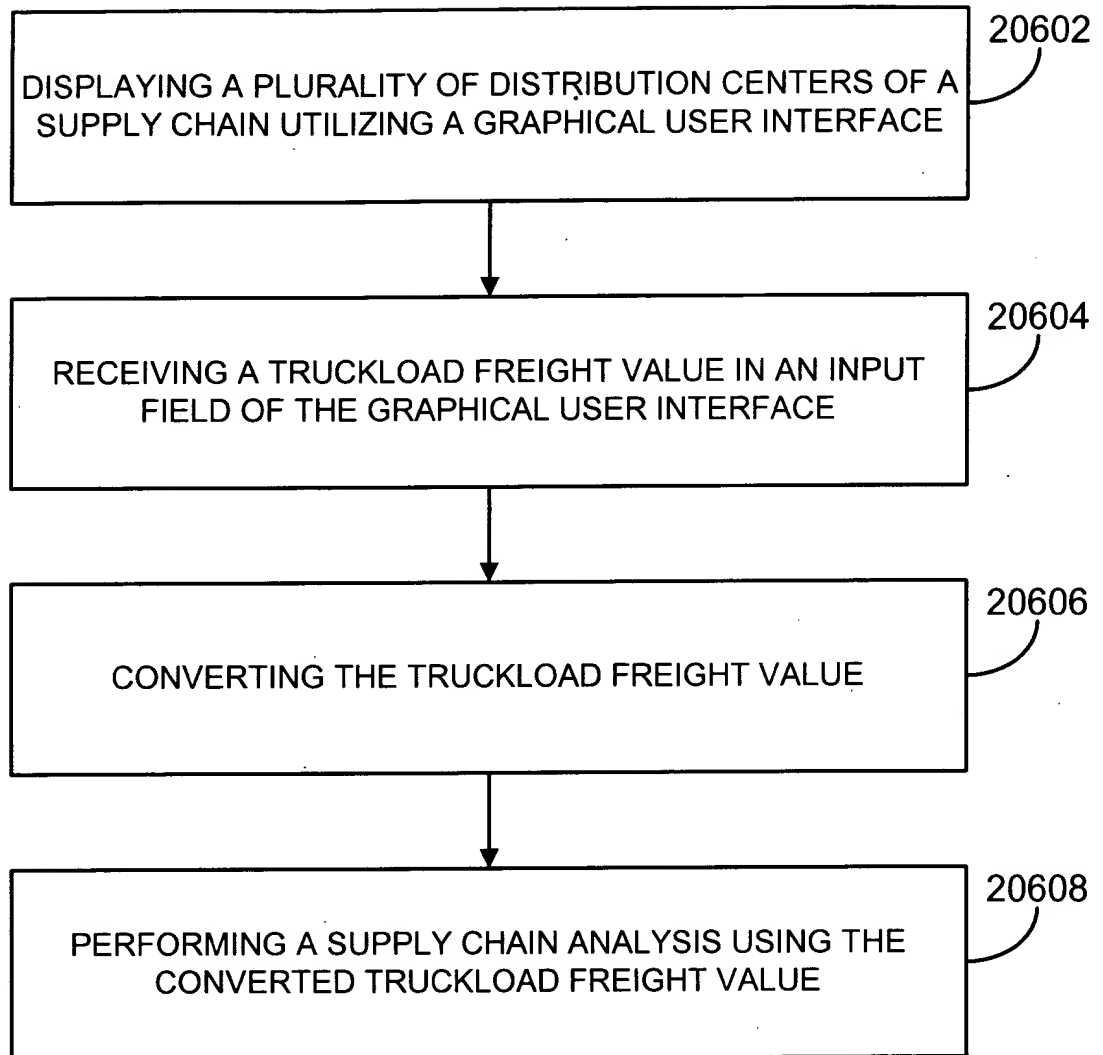 20602
DISPLAYING A PLURALITY OF DISTRIBUTION CENTERS OF A
SUPPLY CHAIN UTILIZING A GRAPHICAL USER INTERFACE
20604
RECEIVING A TRUCKLOAD FREIGHT VALUE IN AN INPUT
FIELD OF THE GRAPHICAL USER INTERFACE
20606
CONVERTING THE TRUCKLOAD FREIGHT VALUE
20608
PERFORMING A SUPPLY CHAIN ANALYSIS USING THE
CONVERTED TRUCKLOAD FREIGHT VALUE